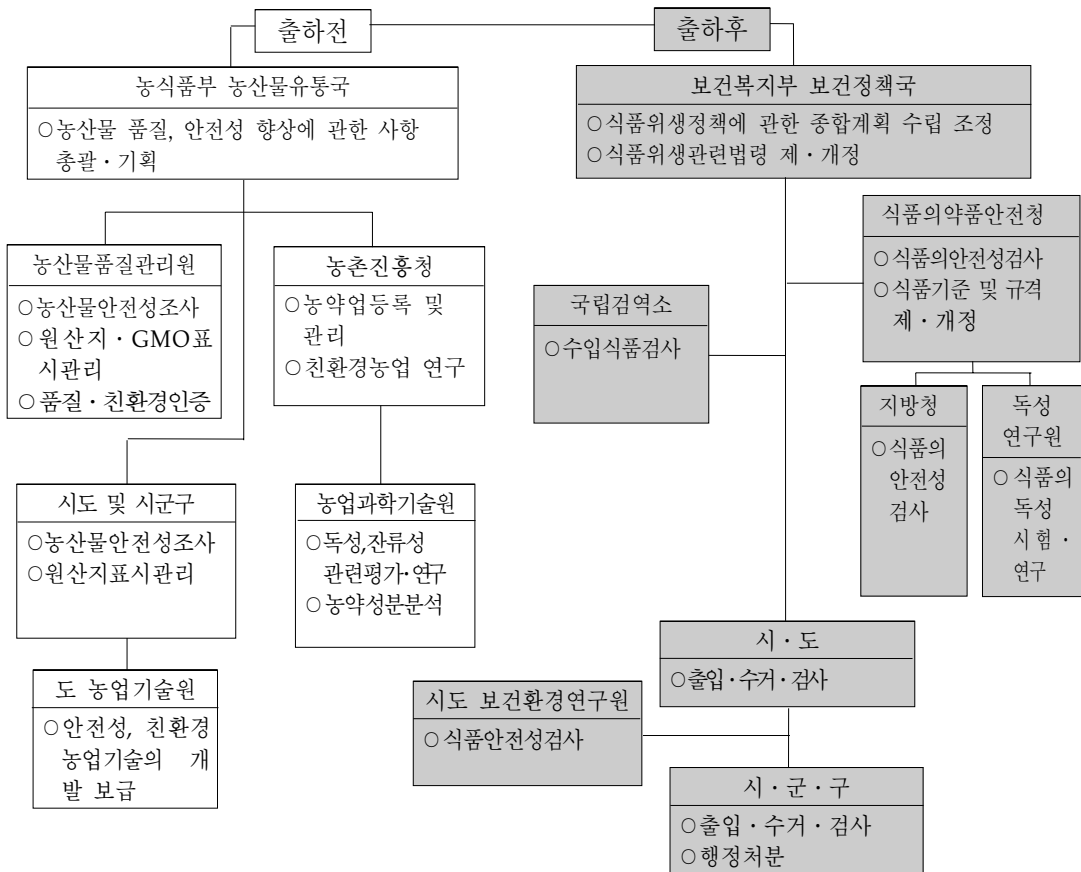 출하전
출하후
농식품부 농산물유통국
○농산물 품질, 안전성 향상에 관한 사항
총괄·기획
보건복지부 보건정책국
○식품위생정책에 관한 종합계획 수립 조정
○식품위생관련법령 제·개정
농산물품질관리원
○농산물안전성조사
○원산지·GMO표
시관리
○품질·친환경인증
농촌진흥청
○농약업등록 및
관리
○친환경농업 연구
국립검역소
○수입식품검사
식품의약품안전청
○식품의안전성검사
○식품기준 및 규격
제·개정
지방청
○식품의
안전성
검사
독성
연구원
○식품의
독성
시험·
연구
시도 및 시군구
○농산물안전성조사
○원산지표시관리
농업과학기술원
○독성,잔류성
관련평가·연구
○농약성분분석
도 농업기술원
○안전성, 친환경
농업기술의 개
발 보급
시·도
○출입·수거·검사
시도 보건환경연구원
○식품안전성검사
시·군·구
○출입·수거·검사
○행정처분